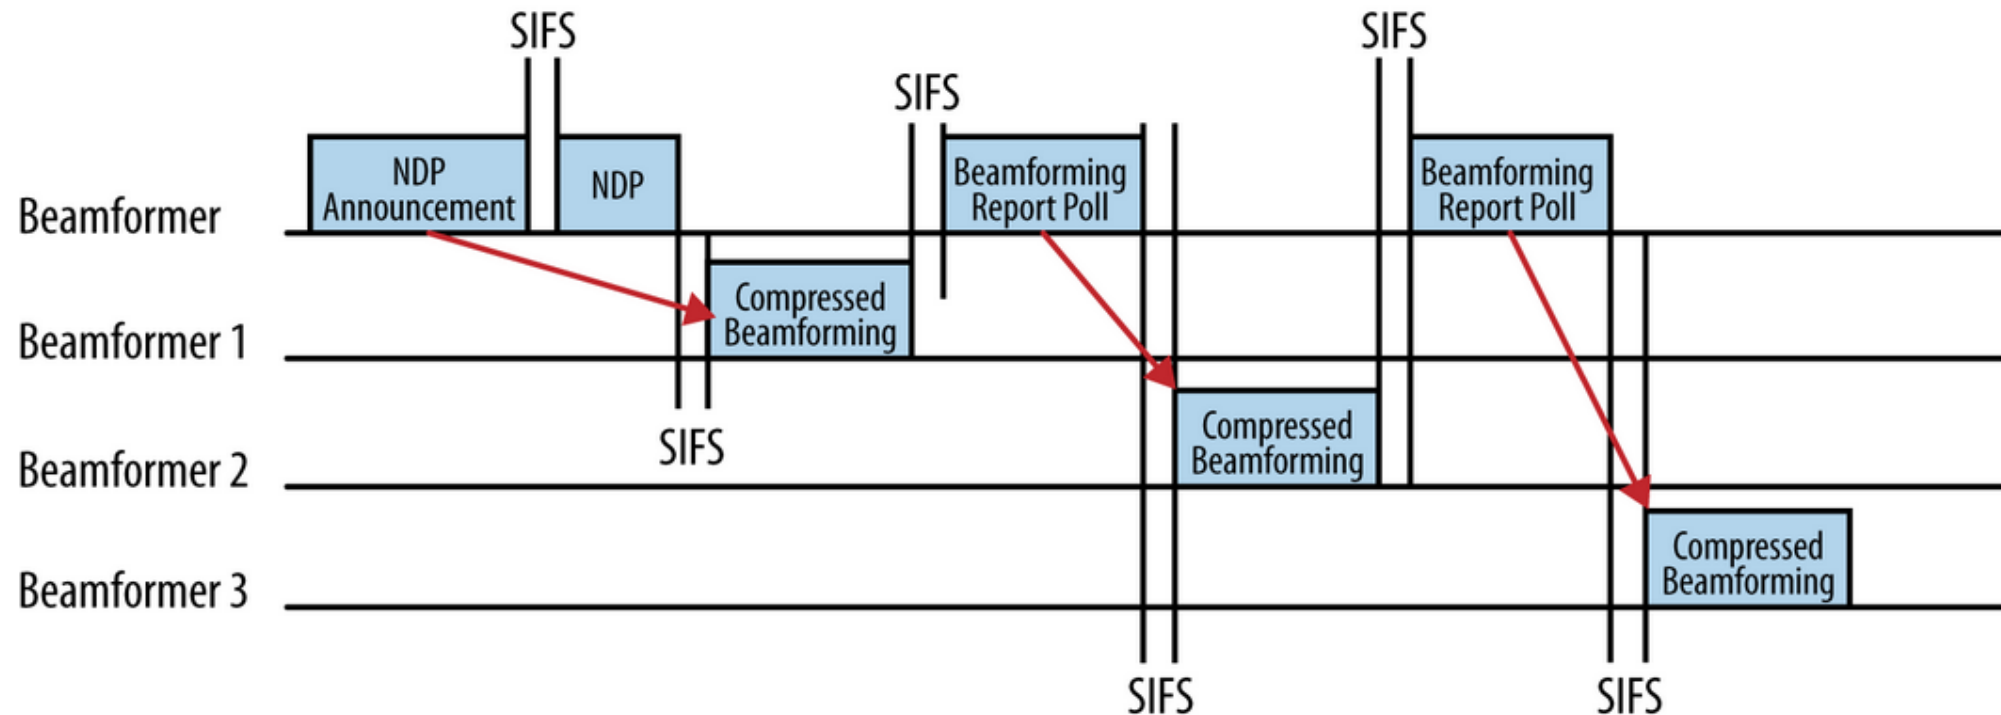 SIFS
SIFS
SIFS
NDP
Announcement
NDP
Beamforming
Report Poll
Beamforming
Report Poll
Beamformer
Compressed
Beamforming
Beamformer 1
SIFS
Compressed
Beamforming
Beamformer 2
Compressed
Beamforming
Beamformer 3
SIFS
SIFS